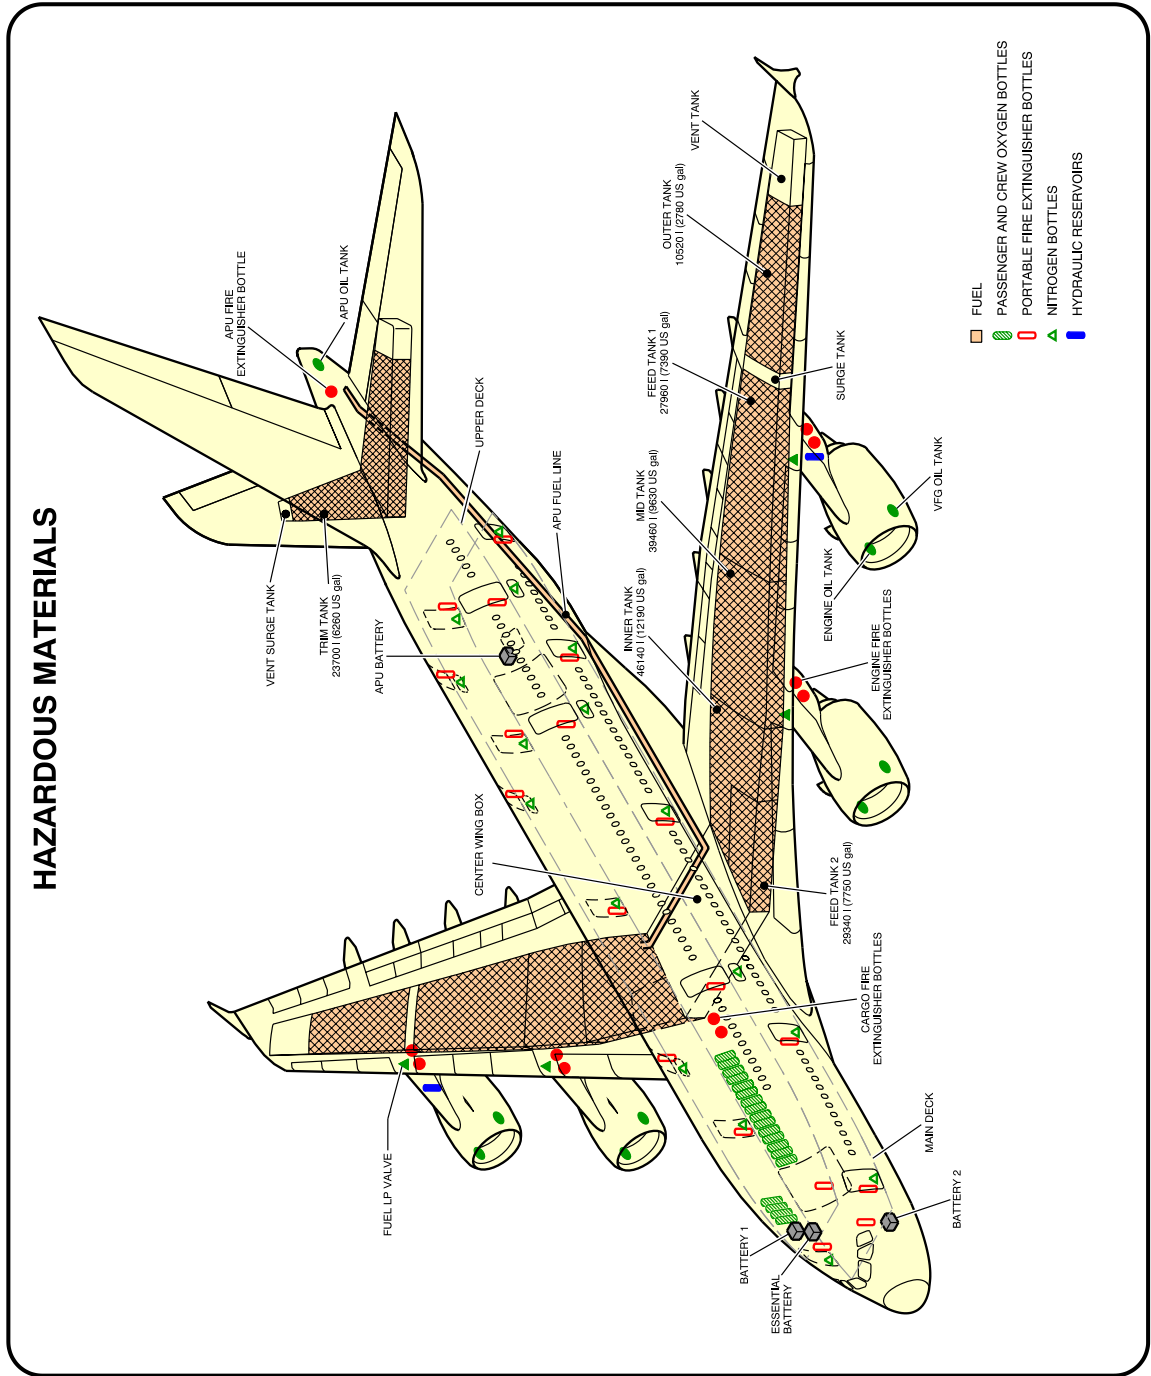 HAZARDOUS MATERIALS
APU FIRE
EXTINGUISHER BOTTLE
APU OIL TANK
VENT SURGE TANK
TRIM TANK
23700 l (6260 US gal)
APU BATTERY
UPPER DECK
APU FUEL LINE
CENTER WING BOX
VENT TANK
OUTER TANK
10520 l (2780 US gal)
FEED TANK 1
27960 l (7390 US gal)
MID TANK
39460 l (9630 US gal)
INNER TANK
46140 l (12190 US gal)
SURGE TANK
VFG OIL TANK
ENGINE OIL TANK
ENGINE FIRE
EXTINGUISHER BOTTLES
FEED TANK 2
29340 l (7750 US gal)
CARGO FIRE
EXTINGUISHER BOTTLES
FUEL LP VALVE
MAIN DECK
BATTERY 1
ESSENTIAL
BATTERY
BATTERY 2
FUEL
PASSENGER AND CREW OXYGEN BOTTLES
PORTABLE FIRE EXTINGUISHER BOTTLES
NITROGEN BOTTLES
HYDRAULIC RESERVOIRS